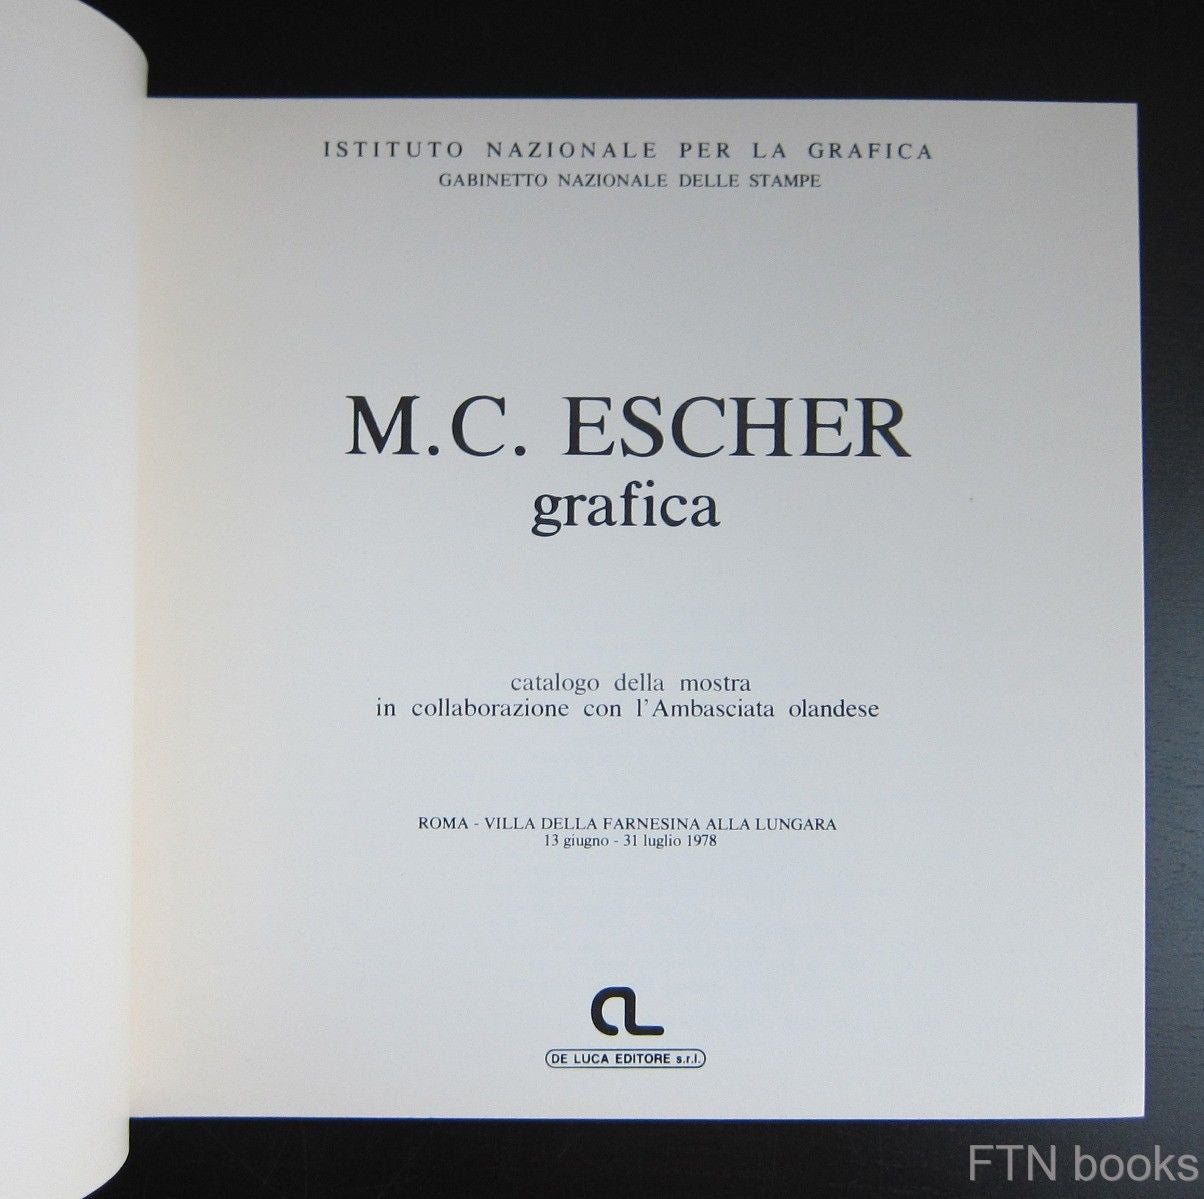 ISTITUTO NAZIONALE PER LA GRAFICA
GABINETTO NAZIONALE DELLE STAMPE
M.C. ESCHER
grafica
catalogo della mostra
in collaborazione con l'Ambasciata olandese
ROMA - VILLA DELLA FARNESINA ALLA LUNGARA
13 giugno - 31 luglio 1978
DE LUCA EDITORE s.r.l.
FTN books